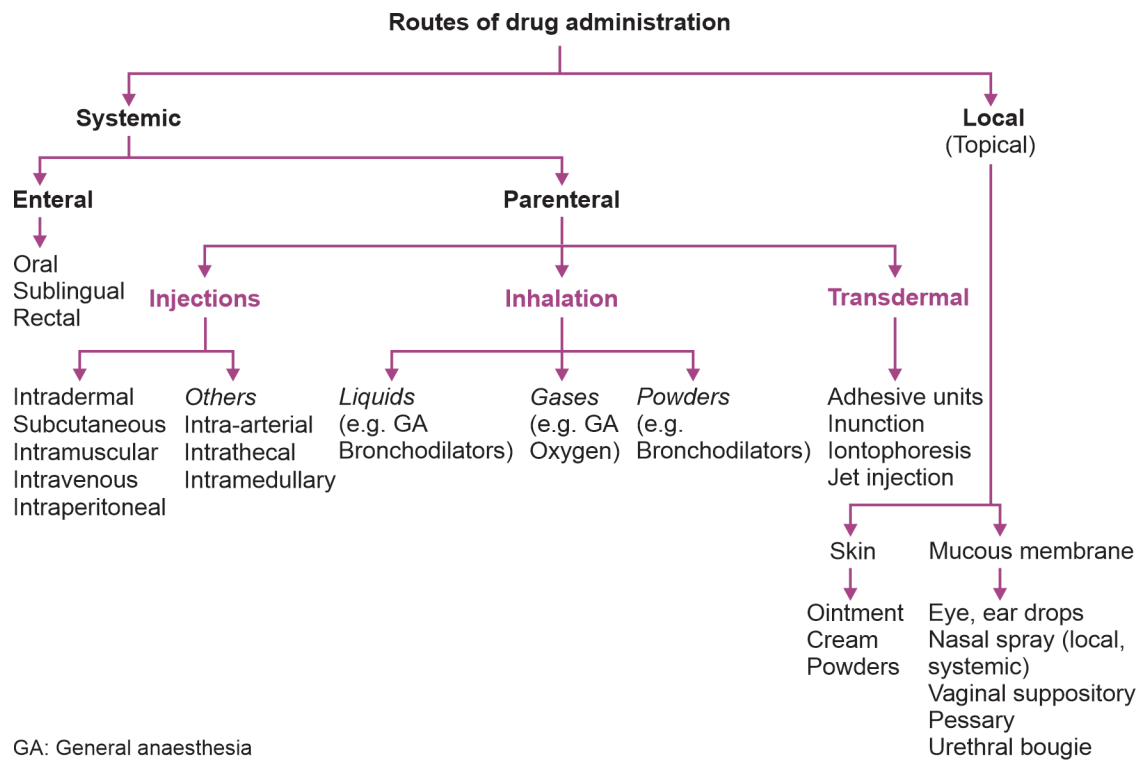 Routes of drug administration
Systemic
Local
(Topical)
Enteral
Parenteral
Oral
Sublingual
Rectal
Injections
Inhalation
Transdermal
Intradermal
Subcutaneous
Intramuscular
Intravenous
Intraperitoneal
Others
Intra-arterial
Intrathecal
Intramedullary
Liquids
(e.g. GA
Bronchodilators)
Gases
(e.g. GA
Oxygen)
Powders
(e.g.
Bronchodilators)
Adhesive units
Inunction
Iontophoresis
Jet injection
Skin
Mucous membrane
Ointment
Cream
Powders
Eye, ear drops
Nasal spray (local,
systemic)
Vaginal suppository
Pessary
Urethral bougie
GA: General anaesthesia